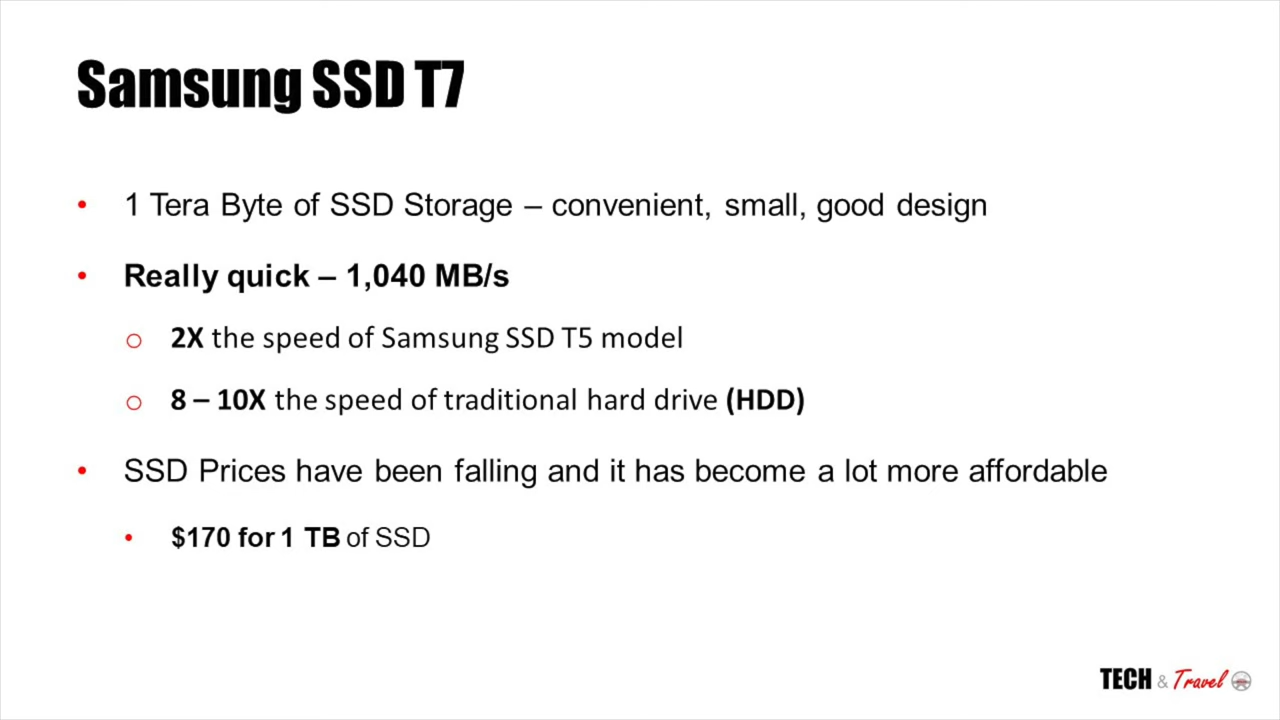 Samsung SSD T7
• 1 Tera Byte of SSD Storage – convenient, small, good design
• Really quick – 1,040 MB/s
o 2X the speed of Samsung SSD T5 model
o 8 – 10X the speed of traditional hard drive (HDD)
• SSD Prices have been falling and it has become a lot more affordable
• $170 for 1 TB of SSD
TECH & Travel